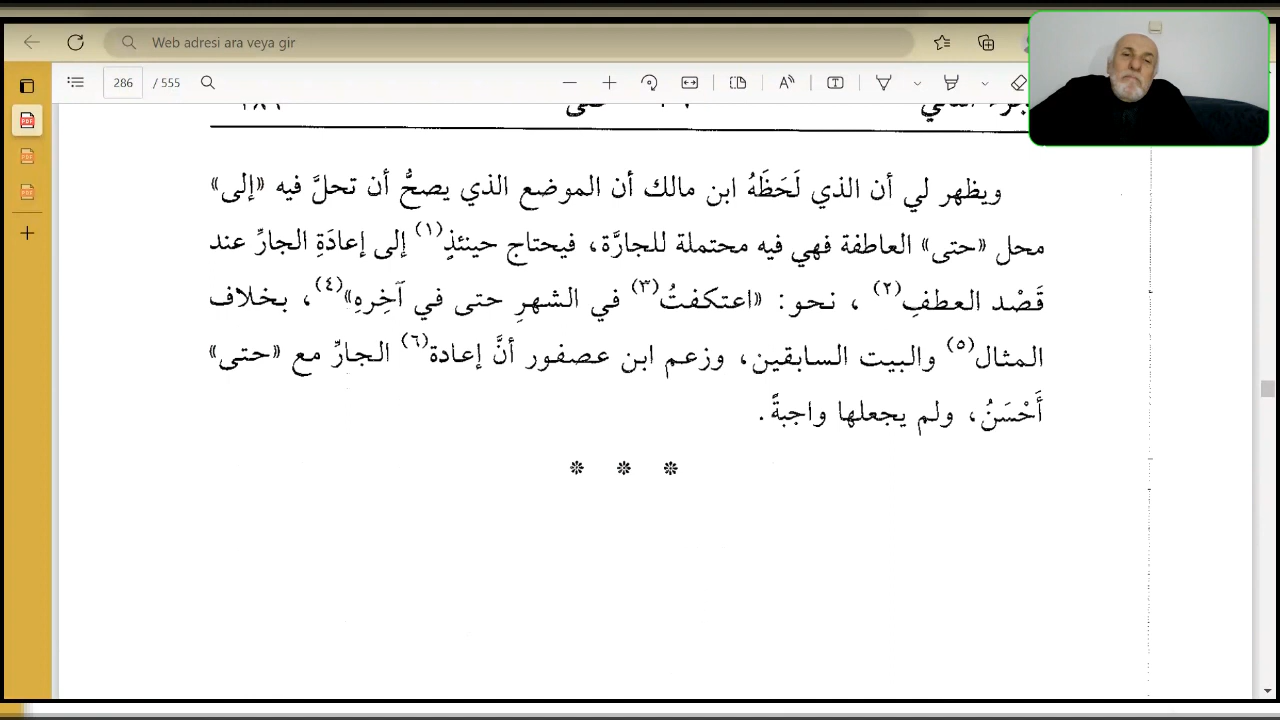 Web adresi ara veya gir
286 / 555
حتى
ويظهر لي أن الذي لَحَظَهُ ابن مالك أن الموضع الذي يصحُّ أن تحلَّ فيه «إلى»
محل «حتى» العاطفة فهي فيه محتملة للجارَّة، فيحتاج حينئذٍ(١) إلى إعادَةِ الجارِّ عند
قَصْد العطفِ(٢) ، نحو: «اعتكفتُ(٣) في الشهرِ حتى في آخِرهِ»(٤)، بخلاف
المثال(٥) والبيت السابقين، وزعم ابن عصفور أنَّ إعادة(٦) الجارِّ مع «حتى»
أَحْسَنُ، ولم يجعلها واجبةً.